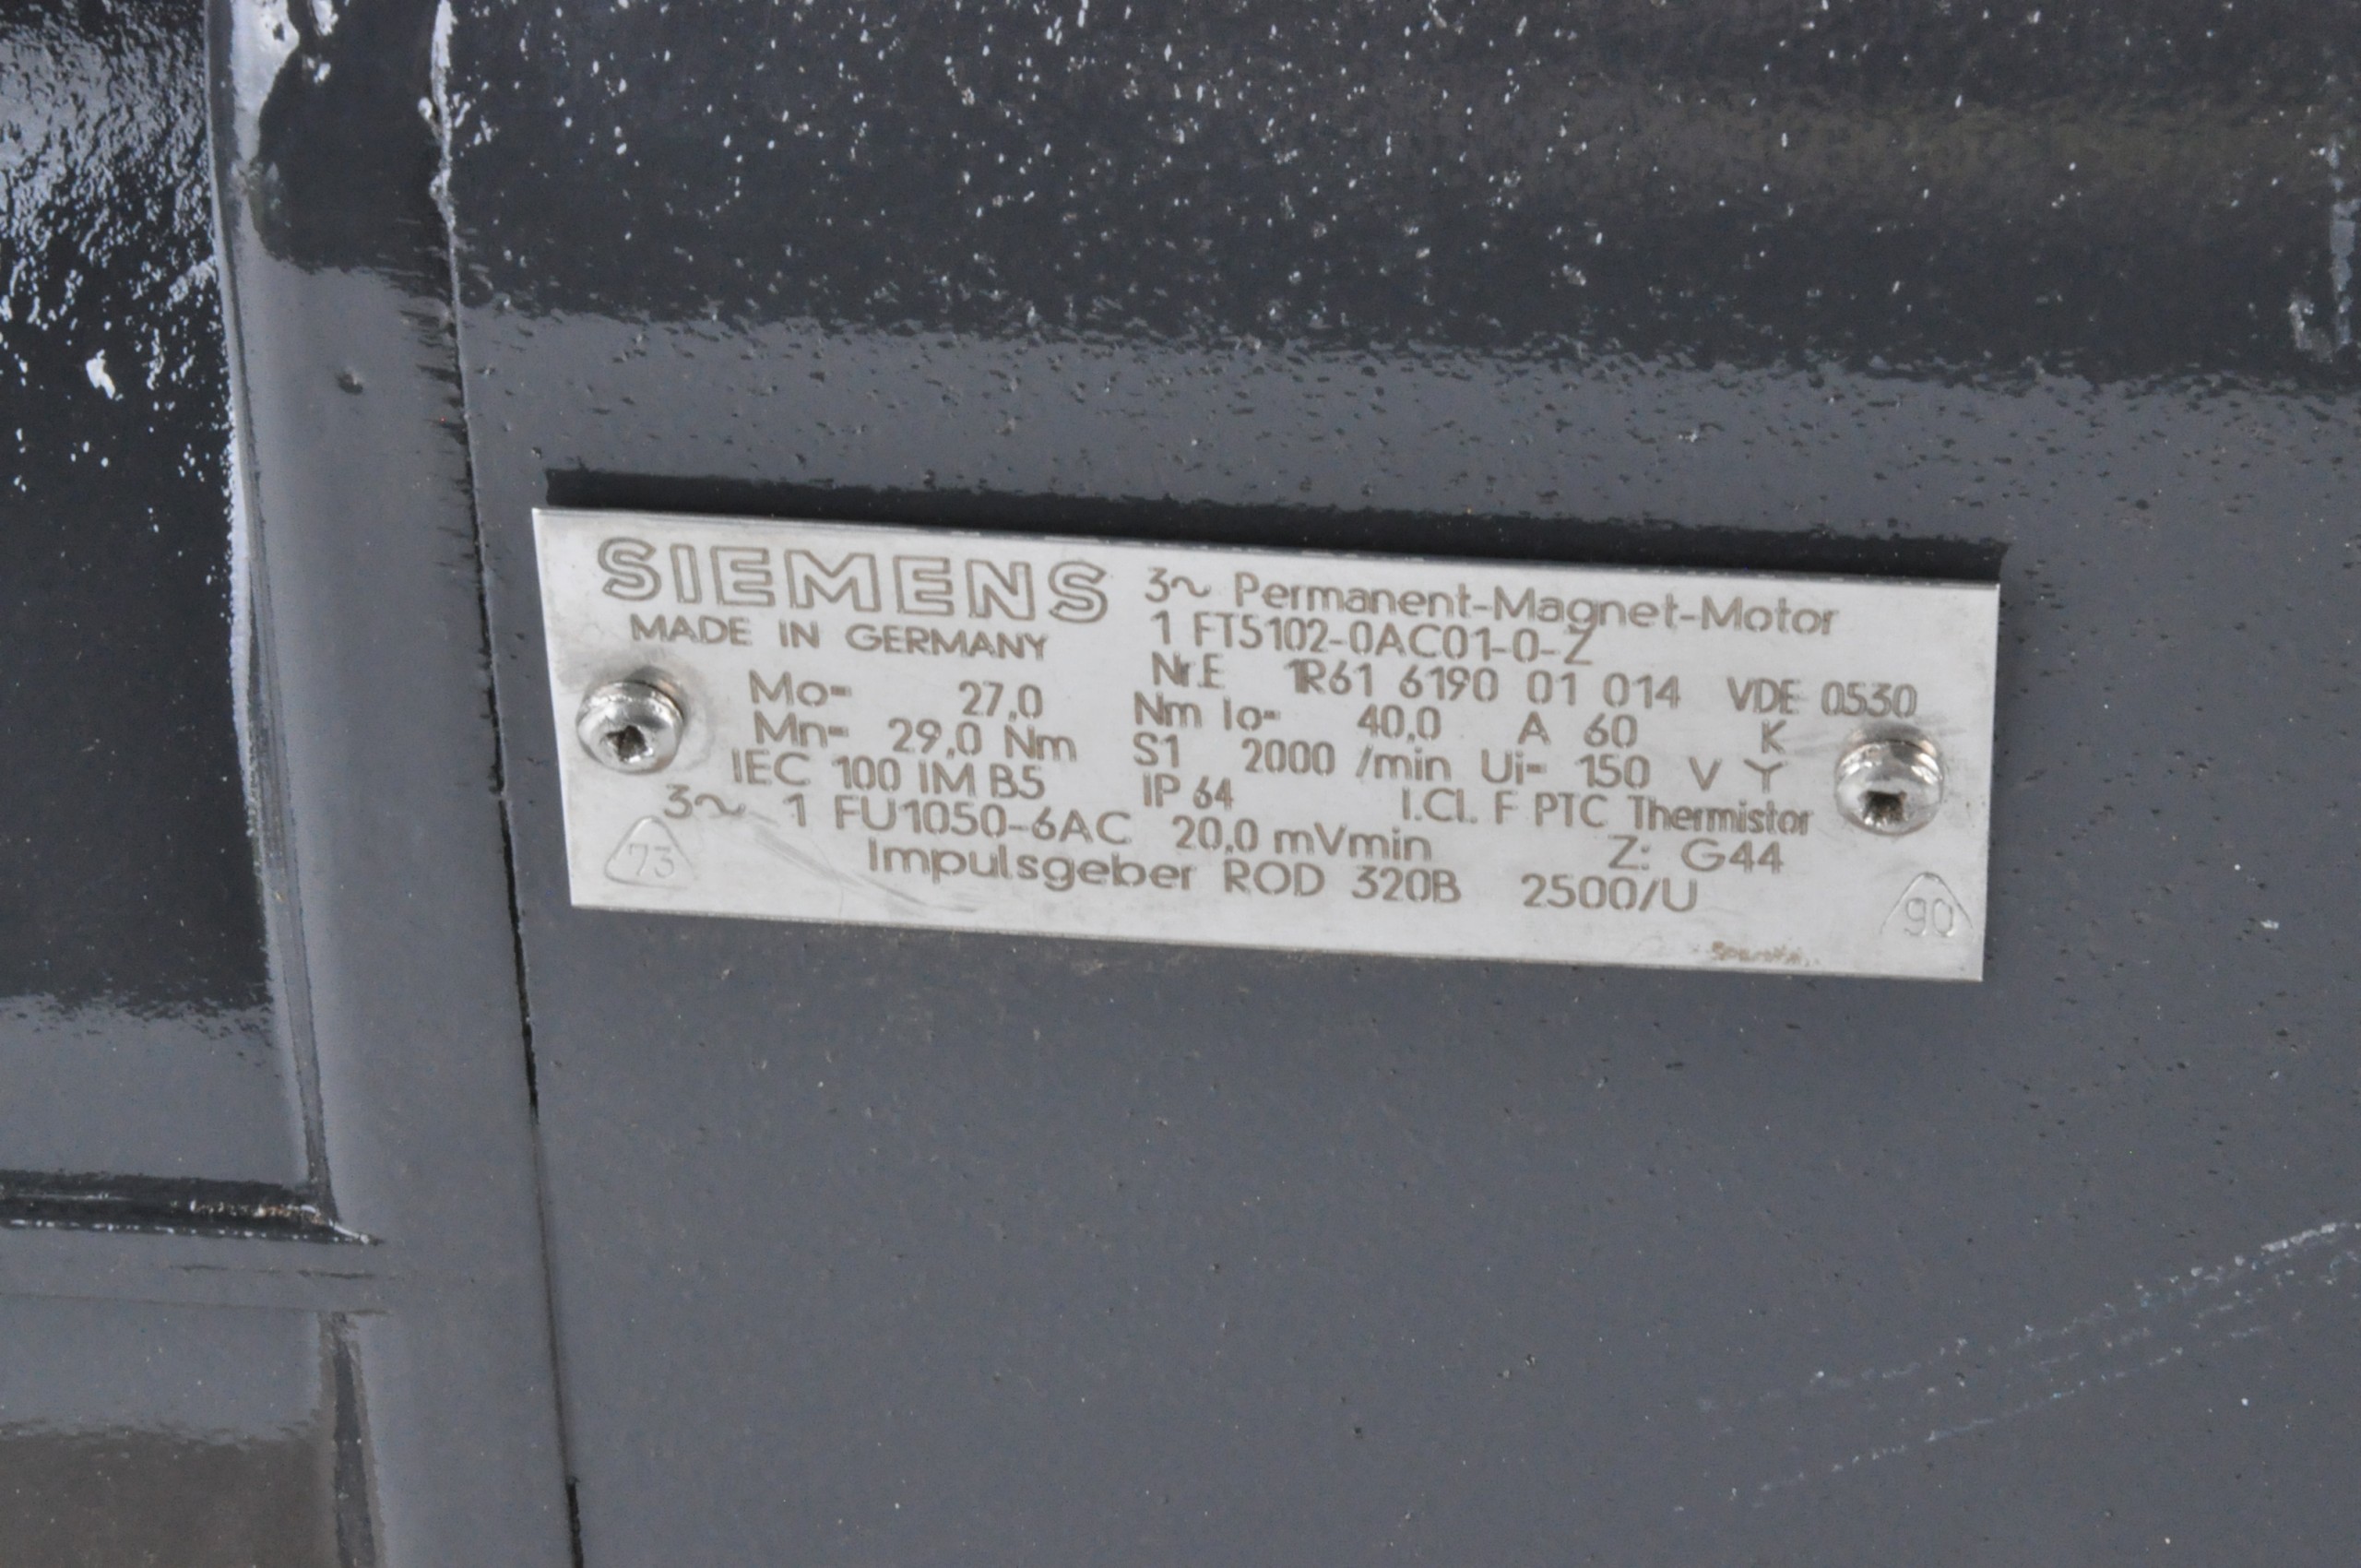 SIEMENS 3~ Permanent-Magnet-Motor
MADE IN GERMANY 1 FT5102-0AC01-0-Z
Nr.E 1R61 6190 01 014 VDE 0530
Mo= 27,0 Nm Io= 40,0 A 60 K
Mn= 29,0 Nm S1 2000 /min Ui= 150 V Y
IEC 100 IM B5 IP 64 I.Cl. F PTC Thermistor
3~ 1 FU1050-6AC 20,0 mVmin Z: G44
Impulsgeber ROD 320B 2500/U
73
90